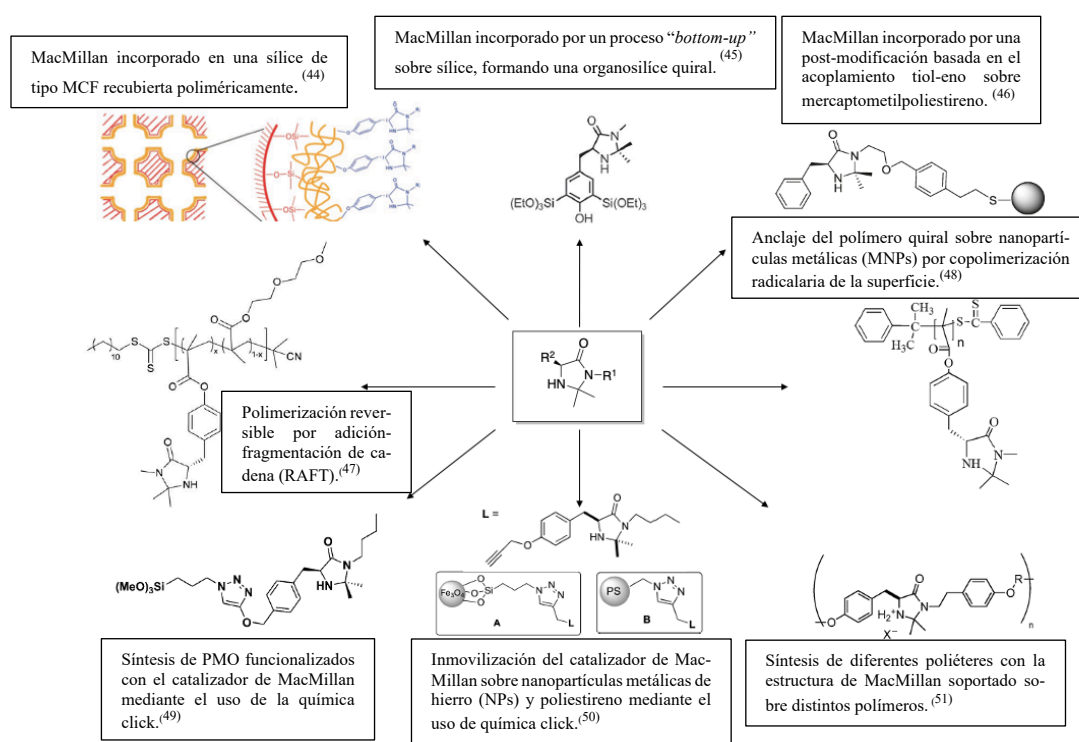 MacMillan incorporado en una sílice de
tipo MCF recubierta poliméricamente. (44)
MacMillan incorporado por un proceso “bottom-up”
sobre sílice, formando una organosilíce quiral. (45)
MacMillan incorporado por una
post-modificación basada en el
acoplamiento tiol-eno sobre
mercaptometilpoliestireno. (46)
Anclaje del polímero quiral sobre nanopartí-
culas metálicas (MNPs) por copolimerización
radicalaria de la superficie.(48)
(EtO)3Si
Si(OEt)3
OH
R2
O
HN
N-R1
Polimerización rever-
sible por adición-
fragmentación de ca-
dena (RAFT).(47)
L =
(MeO)3Si
Fe3O4
A
PS
B
L
L
H2+
X−
R
n
Síntesis de PMO funcionalizados
con el catalizador de MacMillan
mediante el uso de la química
click.(49)
Inmovilización del catalizador de Mac-
Millan sobre nanopartículas metálicas de
hierro (NPs) y poliestireno mediante el
uso de química click.(50)
Síntesis de diferentes poliéteres con la
estructura de MacMillan soportado so-
bre distintos polímeros. (51)